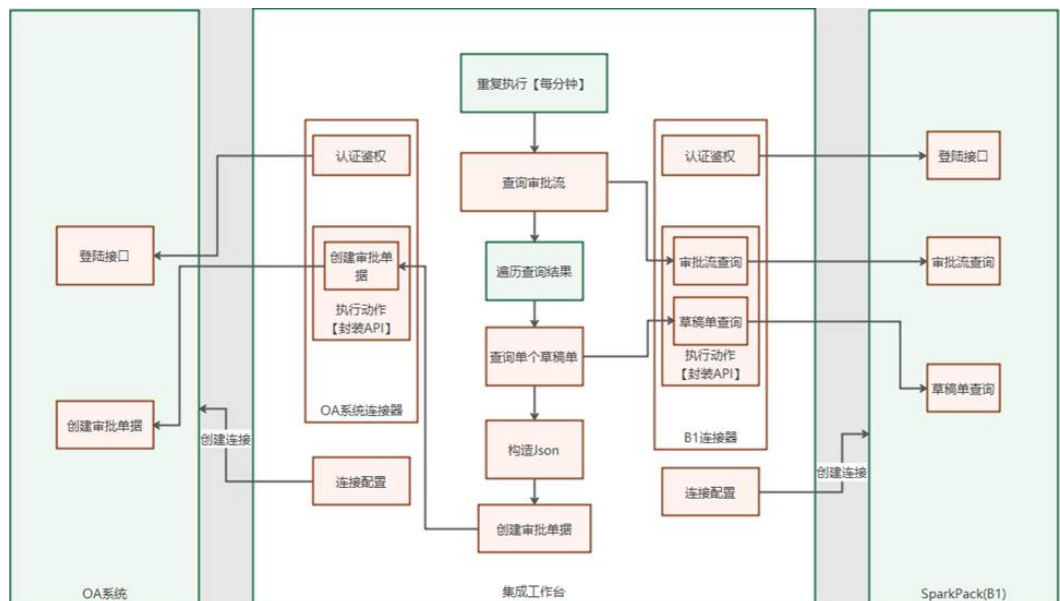 登陆接口
创建审批单据
OA系统
创建连接
认证鉴权
创建审批单
据
执行动作
【封装API】
OA系统连接器
连接配置
重复执行【每分钟】
查询审批流
遍历查询结果
查询单个草稿单
构造Json
创建审批单据
集成工作台
认证鉴权
审批流查询
草稿单查询
执行动作
【封装API】
B1连接器
连接配置
创建连接
登陆接口
审批流查询
草稿单查询
SparkPack(B1)